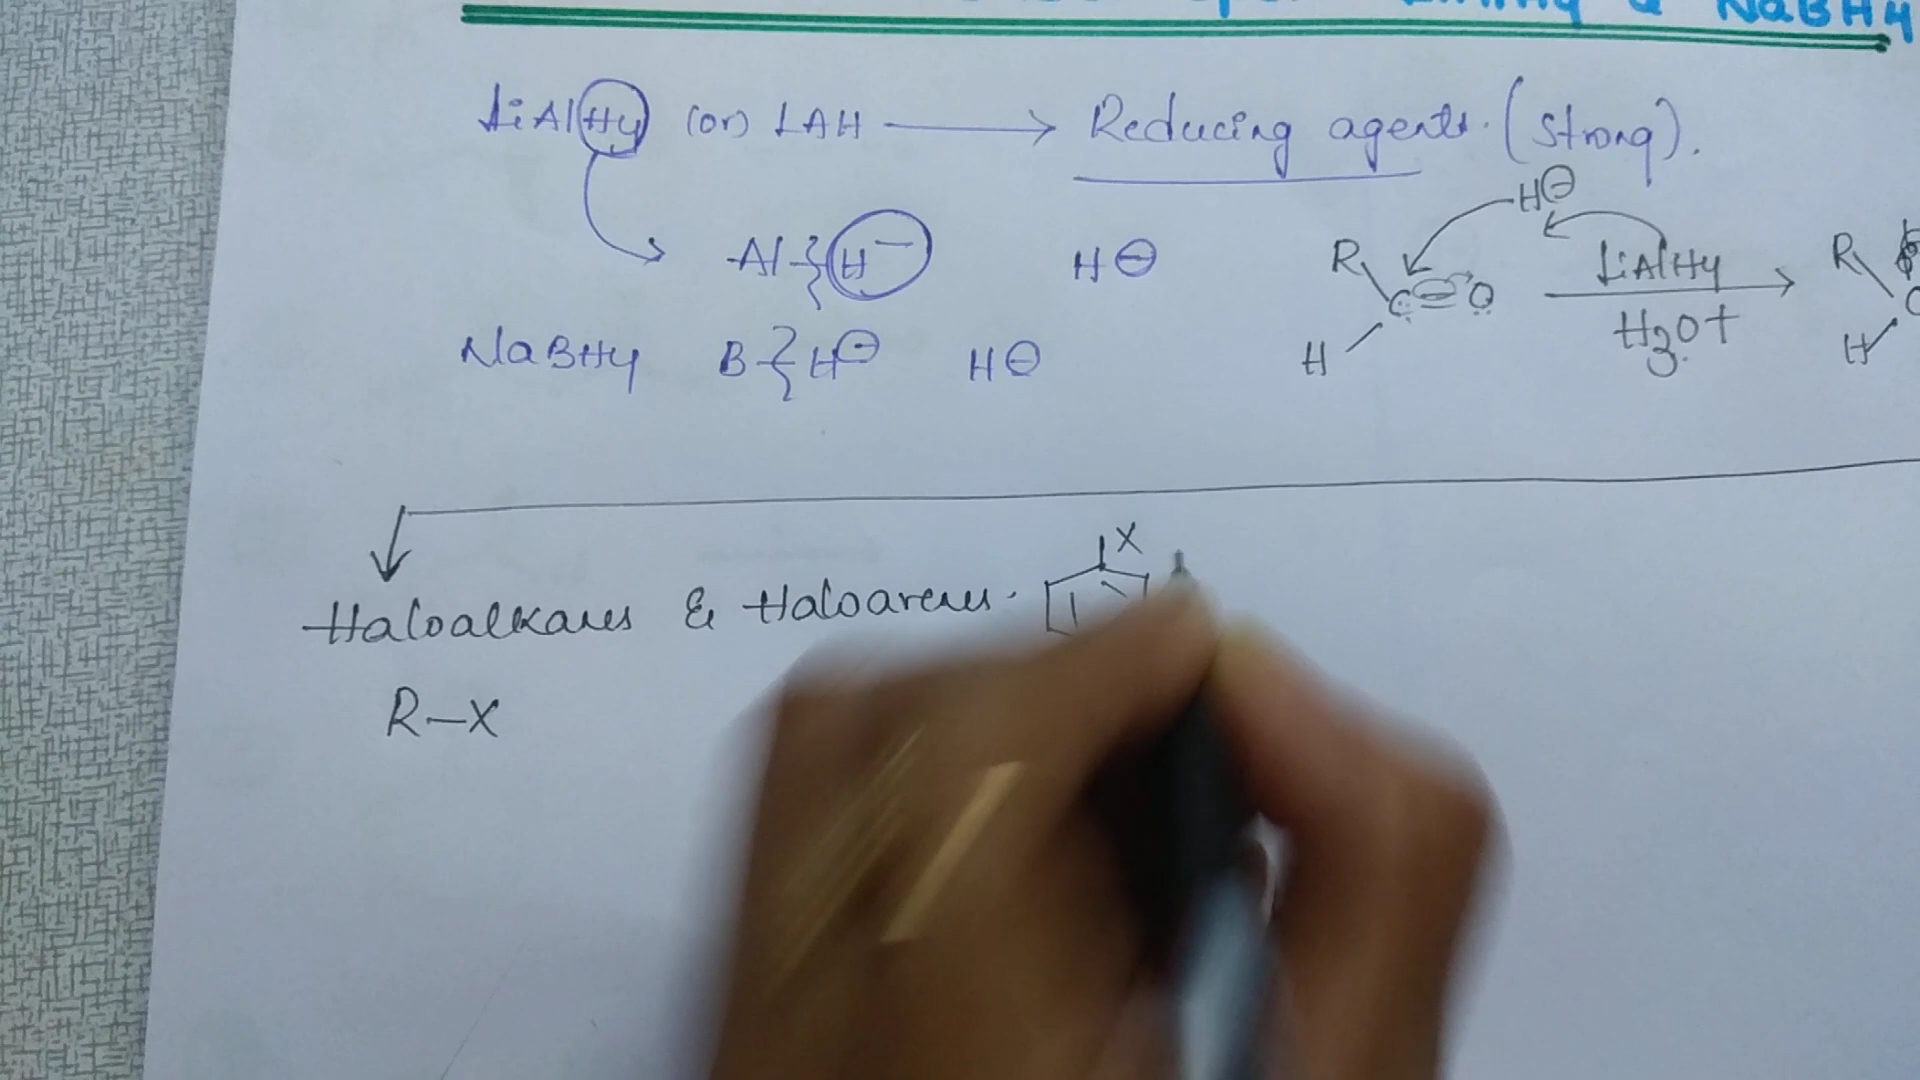 & NaBH4
LiAlH4 (or) LAH → Reducing agents. (Strong).
Al-H⁻ H⊖
NaBH4 B-H⊖ H⊖
H⊖
R
C=O
H
LiAlH4
H3O+
R
H
Haloalkanes & Haloarenes. X
R-X